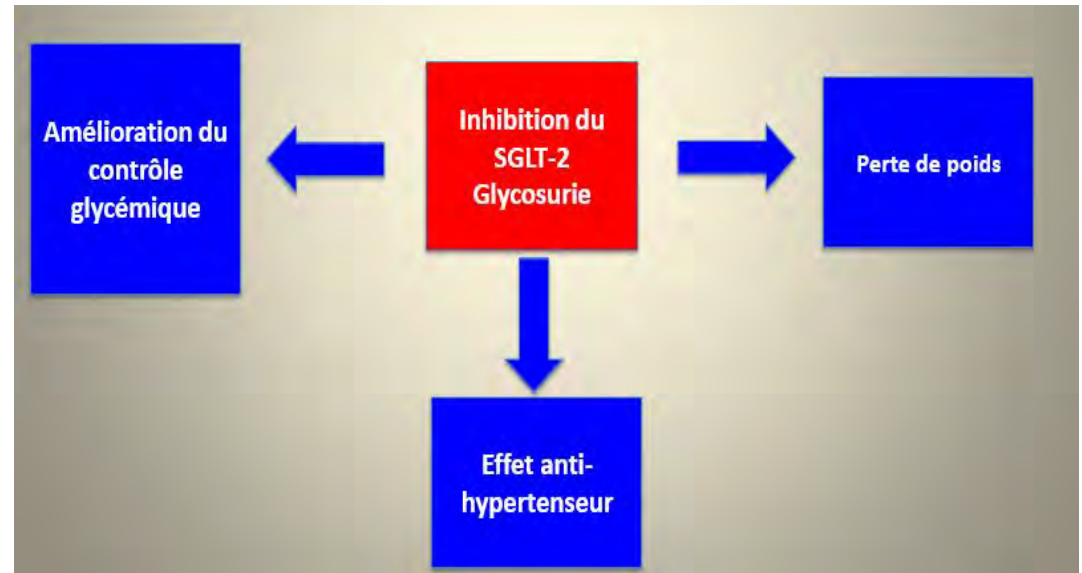 Amélioration du
contrôle
glycémique
Inhibition du
SGLT-2
Glycosurie
Perte de poids
Effet anti-
hypertenseur